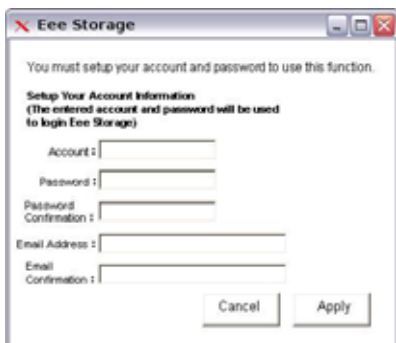 Eee Storage
You must setup your account and password to use this function.
Setup Your Account Information
(The entered account and password will be used
to login Eee Storage)
Account :
Password :
Password
Confirmation :
Email Address :
Email
Confirmation :
Cancel Apply